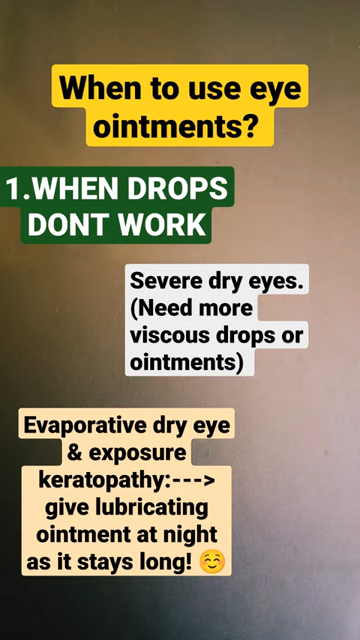 When to use eye
ointments?
1.WHEN DROPS
DONT WORK
Severe dry eyes.
(Need more
viscous drops or
ointments)
Evaporative dry eye
& exposure
keratopathy:--->
give lubricating
ointment at night
as it stays long! ☺️